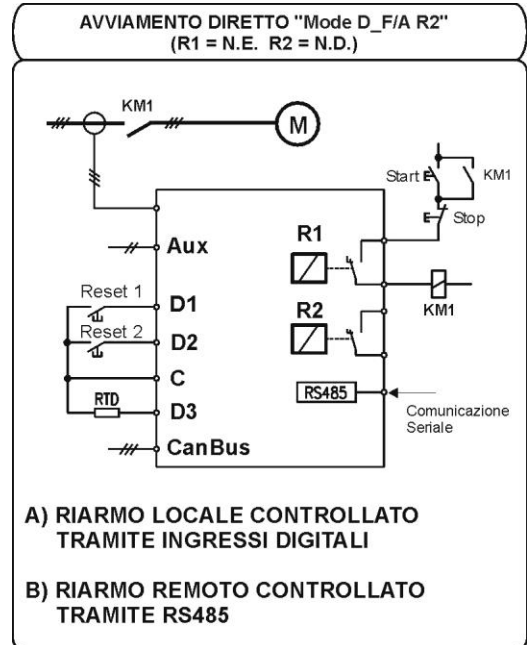 AVVIAMENTO DIRETTO "Mode D_F/A R2"
(R1 = N.E. R2 = N.D.)
KM1
M
Start
KM1
Stop
Aux
R1
Reset 1
D1
KM1
Reset 2
D2
R2
C
RTD
D3
RS485
Comunicazione
Seriale
CanBus
A) RIARMO LOCALE CONTROLLATO
TRAMITE INGRESSI DIGITALI
B) RIARMO REMOTO CONTROLLATO
TRAMITE RS485